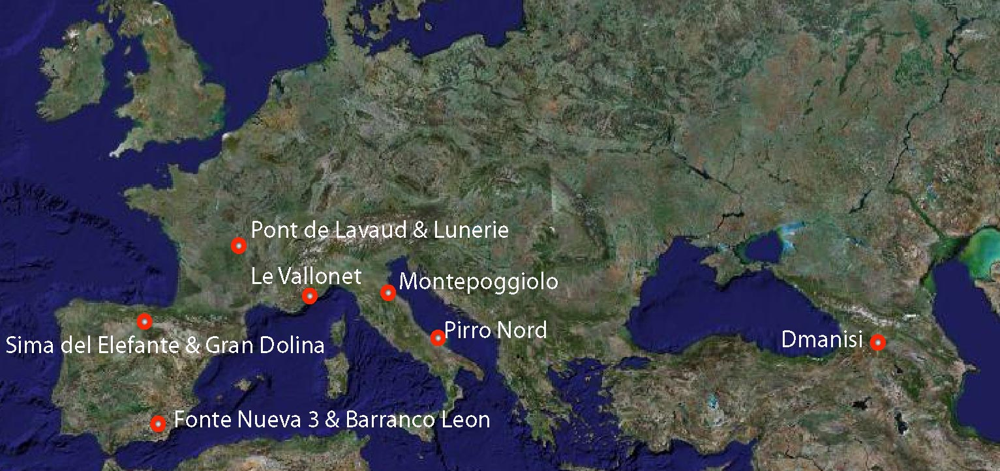 Pont de Lavaud & Lunerie
Le Vallonet
Montepoggiolo
Pirro Nord
Sima del Elefante & Gran Dolina
Dmanisi
Fonte Nueva 3 & Barranco Leon